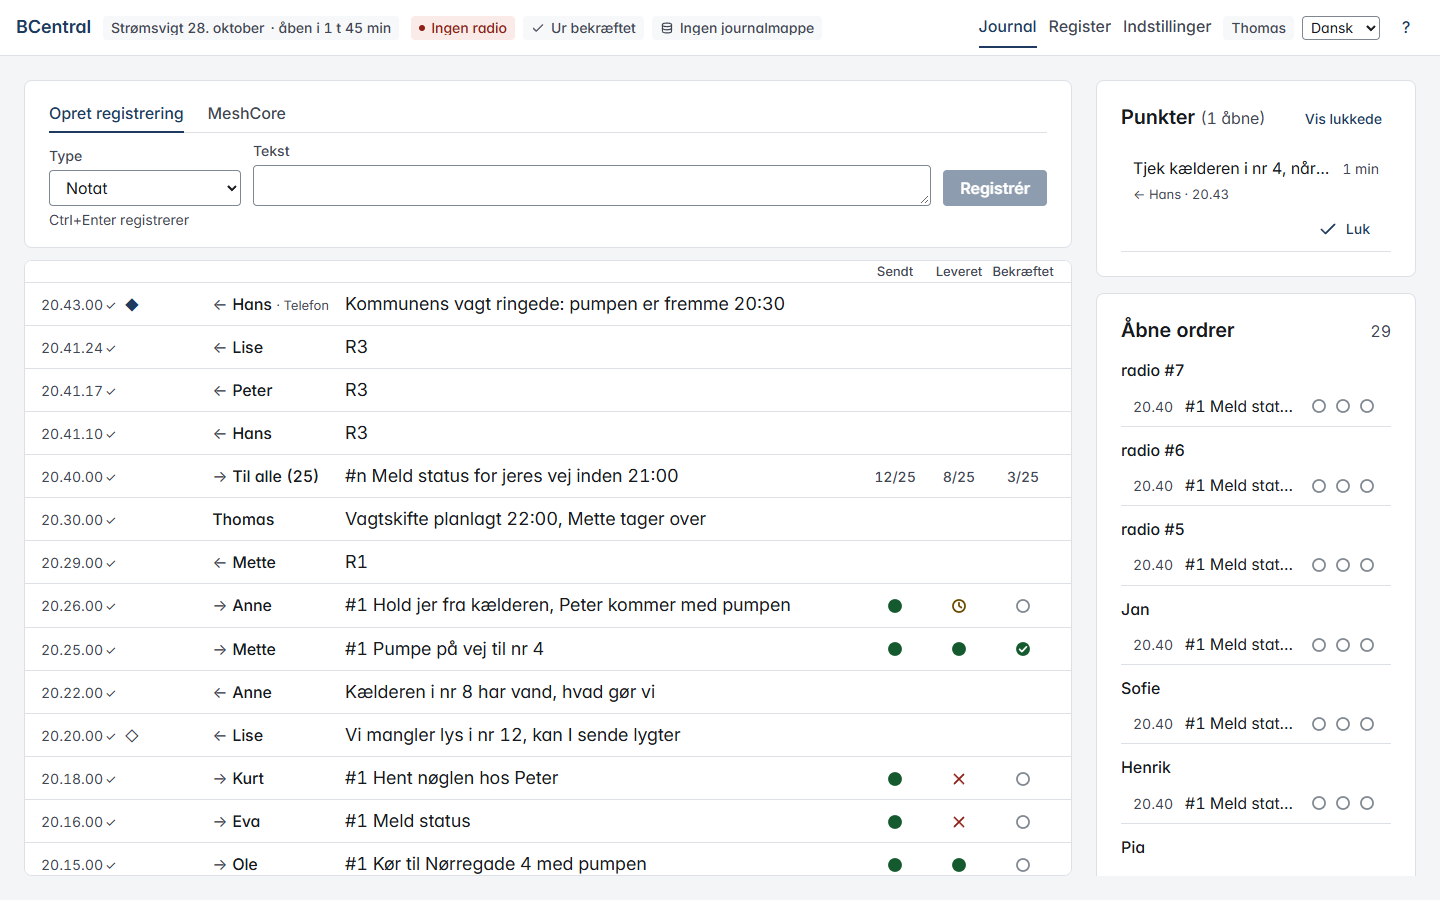 BCentral
Strømsvigt 28. oktober · åben i 1 t 45 min
Ingen radio
Ur bekræftet
Ingen journalmappe
Journal
Register
Indstillinger
Thomas
Dansk
?
Opret registrering
MeshCore
Type
Tekst
Notat
Registrér
Ctrl+Enter registrerer
Sendt Leveret Bekræftet
20.43.00 ✓ ◆ ← Hans · Telefon Kommunens vagt ringede: pumpen er fremme 20:30
20.41.24 ✓ ← Lise R3
20.41.17 ✓ ← Peter R3
20.41.10 ✓ ← Hans R3
20.40.00 ✓ → Til alle (25) #n Meld status for jeres vej inden 21:00 12/25 8/25 3/25
20.30.00 ✓ Thomas Vagtskifte planlagt 22:00, Mette tager over
20.29.00 ✓ ← Mette R1
20.26.00 ✓ → Anne #1 Hold jer fra kælderen, Peter kommer med pumpen
20.25.00 ✓ → Mette #1 Pumpe på vej til nr 4
20.22.00 ✓ ← Anne Kælderen i nr 8 har vand, hvad gør vi
20.20.00 ✓ ◇ ← Lise Vi mangler lys i nr 12, kan I sende lygter
20.18.00 ✓ → Kurt #1 Hent nøglen hos Peter
20.16.00 ✓ → Eva #1 Meld status
20.15.00 ✓ → Ole #1 Kør til Nørregade 4 med pumpen
Punkter (1 åbne)
Vis lukkede
Tjek kælderen i nr 4, når... 1 min
← Hans · 20.43
✓ Luk
Åbne ordrer 29
radio #7
20.40 #1 Meld stat...
radio #6
20.40 #1 Meld stat...
radio #5
20.40 #1 Meld stat...
Jan
20.40 #1 Meld stat...
Sofie
20.40 #1 Meld stat...
Henrik
20.40 #1 Meld stat...
Pia